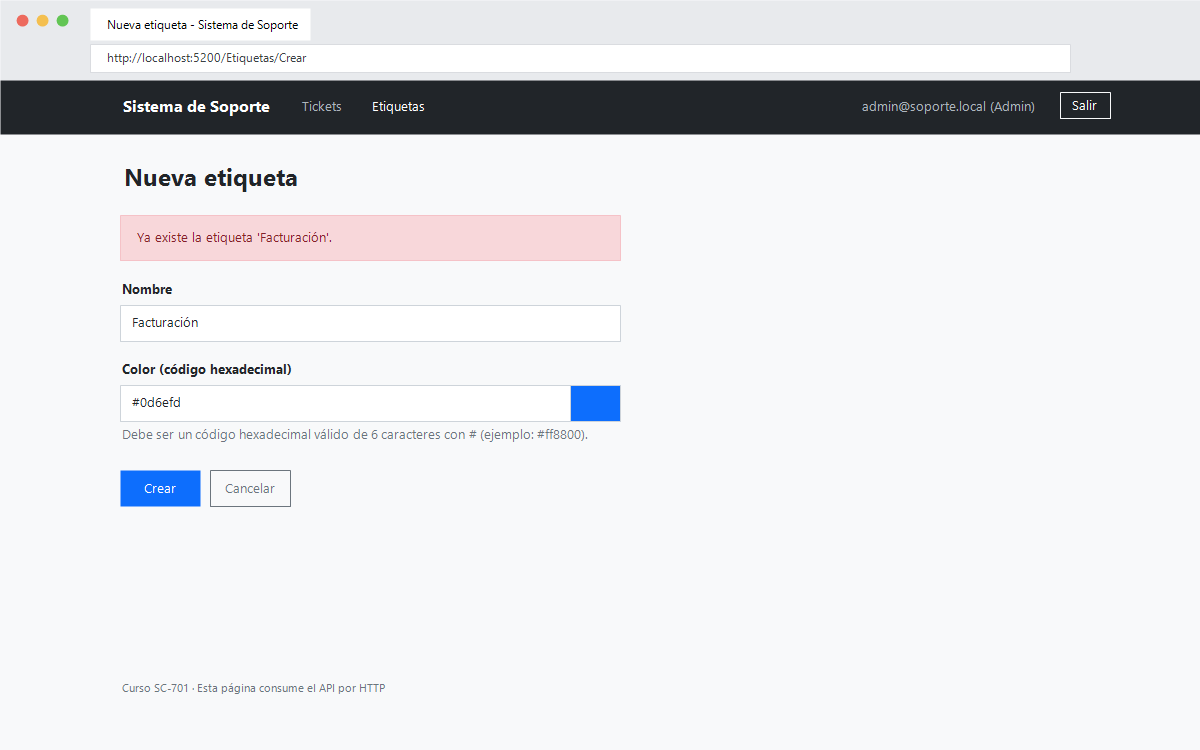 Nueva etiqueta - Sistema de Soporte
http://localhost:5200/Etiquetas/Crear
Sistema de Soporte Tickets Etiquetas admin@soporte.local (Admin) Salir
Nueva etiqueta
Ya existe la etiqueta 'Facturación'.
Nombre
Facturación
Color (código hexadecimal)
#0d6efd
Debe ser un código hexadecimal válido de 6 caracteres con # (ejemplo: #ff8800).
Crear Cancelar
Curso SC-701 · Esta página consume el API por HTTP